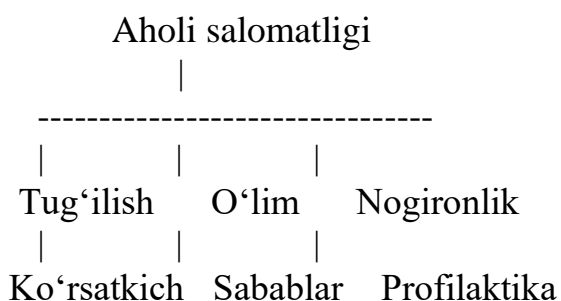 Aholi salomatligi
|
--------------------------------
| | |
Tug‘ilish O‘lim Nogironlik
| | |
Ko‘rsatkich Sabablar Profilaktika